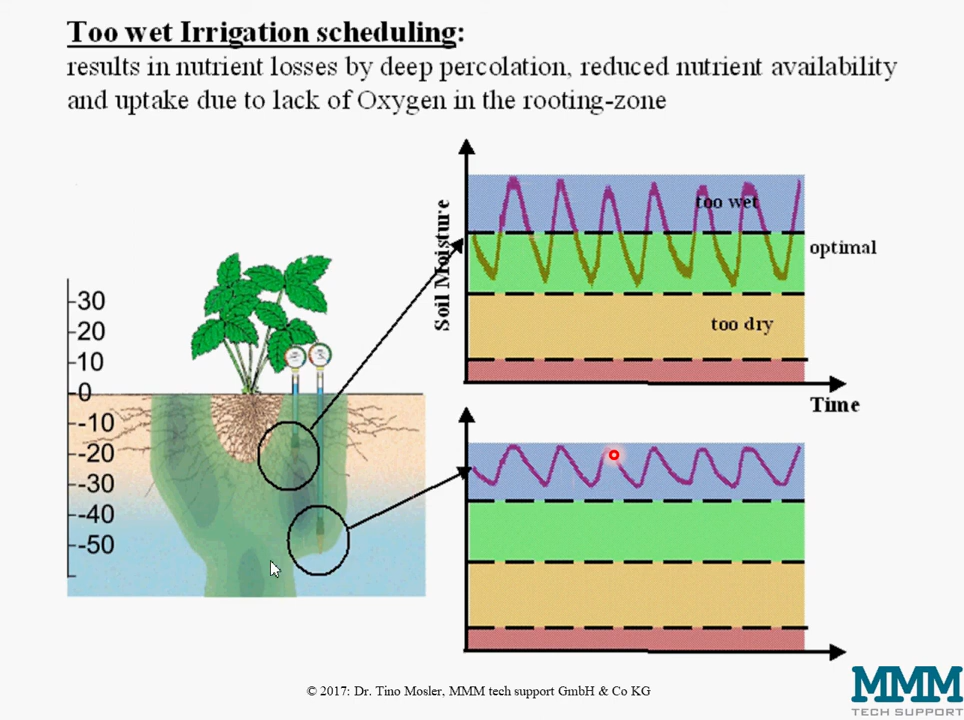 Too wet Irrigation scheduling:
results in nutrient losses by deep percolation, reduced nutrient availability
and uptake due to lack of Oxygen in the rooting-zone
Soil Moisture
too wet
optimal
too dry
Time
30
20
10
0
-10
-20
-30
-40
-50
© 2017: Dr. Tino Mosler, MMM tech support GmbH & Co KG
MMM
TECH SUPPORT